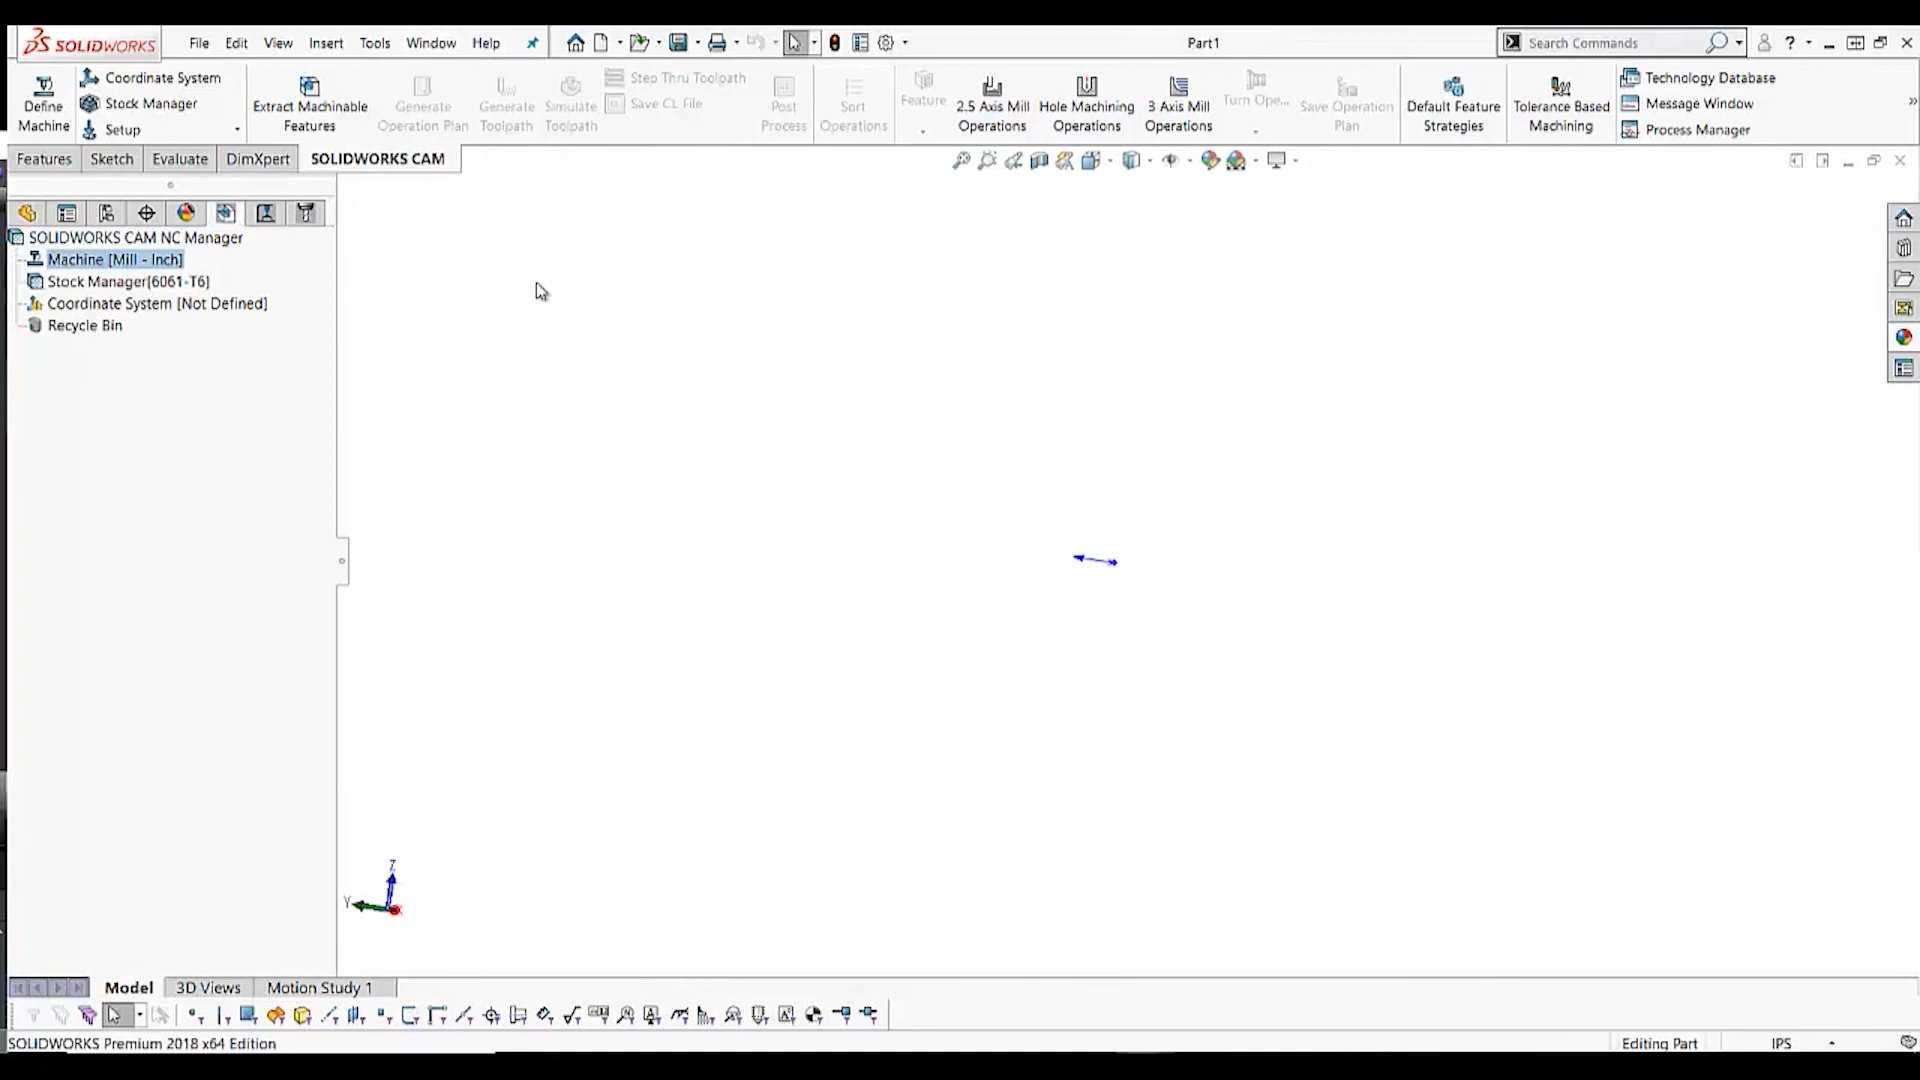 SOLIDWORKS File Edit View Insert Tools Window Help Part1 Search Commands
Define Machine
Coordinate System
Stock Manager
Setup
Extract Machinable Features
Generate Operation Plan
Generate Toolpath
Simulate Toolpath
Step Thru Toolpath
Save CL File
Post Process
Sort Operations
Feature
2.5 Axis Mill Operations
Hole Machining Operations
3 Axis Mill Operations
Turn Ope...
Save Operation Plan
Default Feature Strategies
Tolerance Based Machining
Technology Database
Message Window
Process Manager
Features Sketch Evaluate DimXpert SOLIDWORKS CAM
SOLIDWORKS CAM NC Manager
Machine [Mill - Inch]
Stock Manager[6061-T6]
Coordinate System [Not Defined]
Recycle Bin
Z
Y
Model 3D Views Motion Study 1
SOLIDWORKS Premium 2018 x64 Edition Editing Part IPS